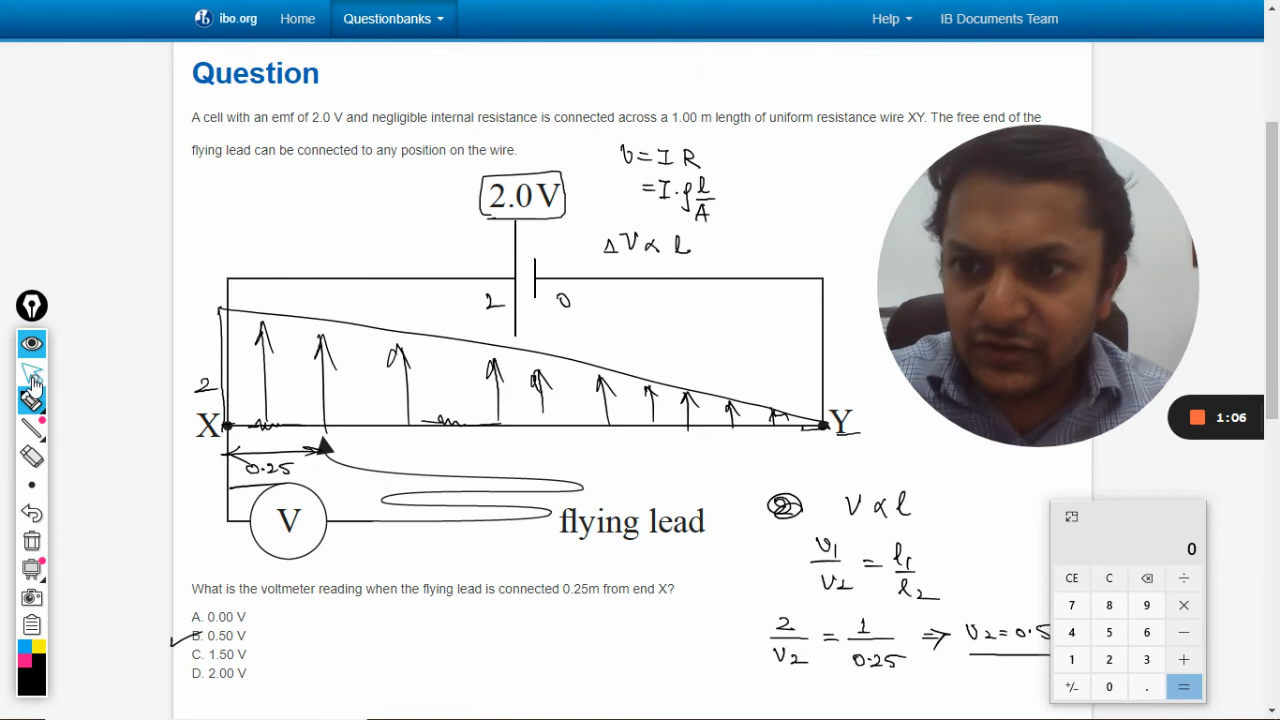 ibo.org Home Questionbanks Help IB Documents Team
Question
A cell with an emf of 2.0 V and negligible internal resistance is connected across a 1.00 m length of uniform resistance wire XY. The free end of the
flying lead can be connected to any position on the wire.
V = I R
= I . ρ l/A
Δ V ∝ l
2.0 V
2 0
2
X Y
0.25
V
flying lead
1:06
2 V ∝ l
V1/V2 = l1/l2
2/V2 = 1/0.25 => V2 = 0.5
What is the voltmeter reading when the flying lead is connected 0.25m from end X?
A. 0.00 V
B. 0.50 V
C. 1.50 V
D. 2.00 V
0
CE C ⌫ ÷
7 8 9 ×
4 5 6 −
1 2 3 +
+/− 0 . =